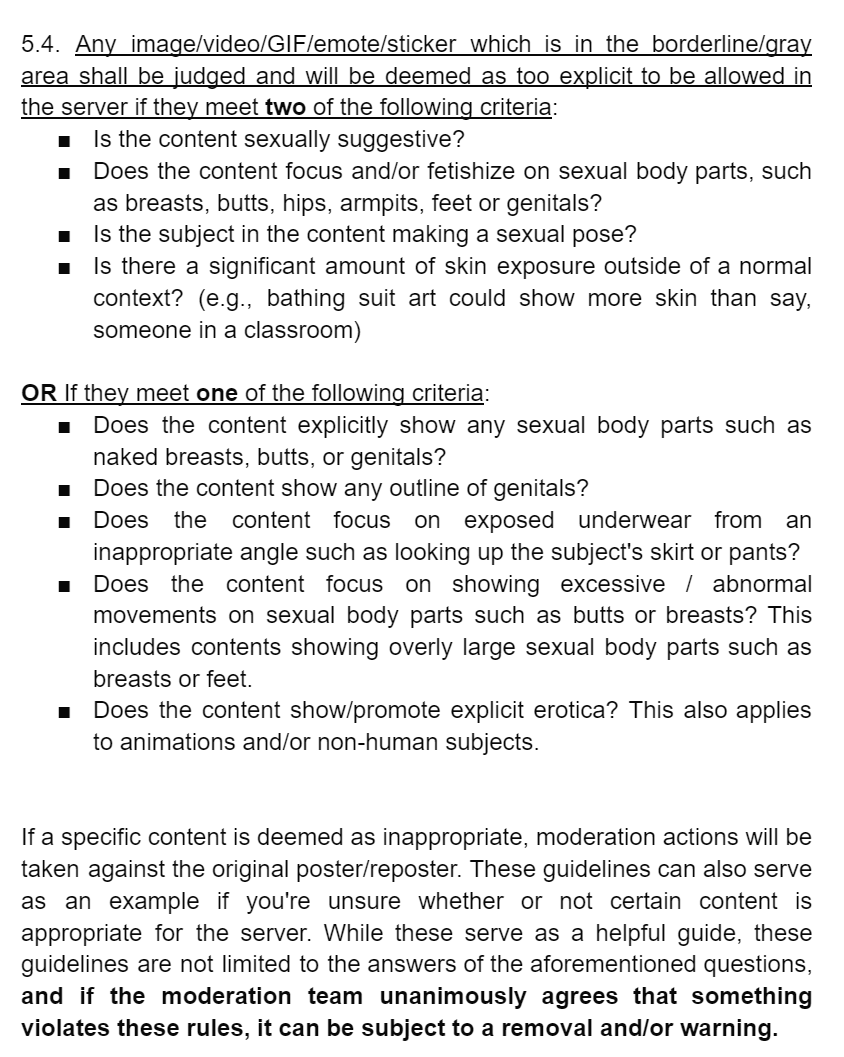 5.4. Any image/video/GIF/emote/sticker which is in the borderline/gray
area shall be judged and will be deemed as too explicit to be allowed in
the server if they meet two of the following criteria:
■ Is the content sexually suggestive?
■ Does the content focus and/or fetishize on sexual body parts, such
as breasts, butts, hips, armpits, feet or genitals?
■ Is the subject in the content making a sexual pose?
■ Is there a significant amount of skin exposure outside of a normal
context? (e.g., bathing suit art could show more skin than say,
someone in a classroom)
OR If they meet one of the following criteria:
■ Does the content explicitly show any sexual body parts such as
naked breasts, butts, or genitals?
■ Does the content show any outline of genitals?
■ Does the content focus on exposed underwear from an
inappropriate angle such as looking up the subject's skirt or pants?
■ Does the content focus on showing excessive / abnormal
movements on sexual body parts such as butts or breasts? This
includes contents showing overly large sexual body parts such as
breasts or feet.
■ Does the content show/promote explicit erotica? This also applies
to animations and/or non-human subjects.
If a specific content is deemed as inappropriate, moderation actions will be
taken against the original poster/reposter. These guidelines can also serve
as an example if you're unsure whether or not certain content is
appropriate for the server. While these serve as a helpful guide, these
guidelines are not limited to the answers of the aforementioned questions,
and if the moderation team unanimously agrees that something
violates these rules, it can be subject to a removal and/or warning.